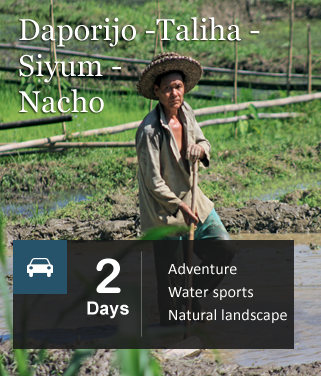 Daporijo -Taliha -
Siyum -
Nacho
2
Days
Adventure
Water sports
Natural landscape